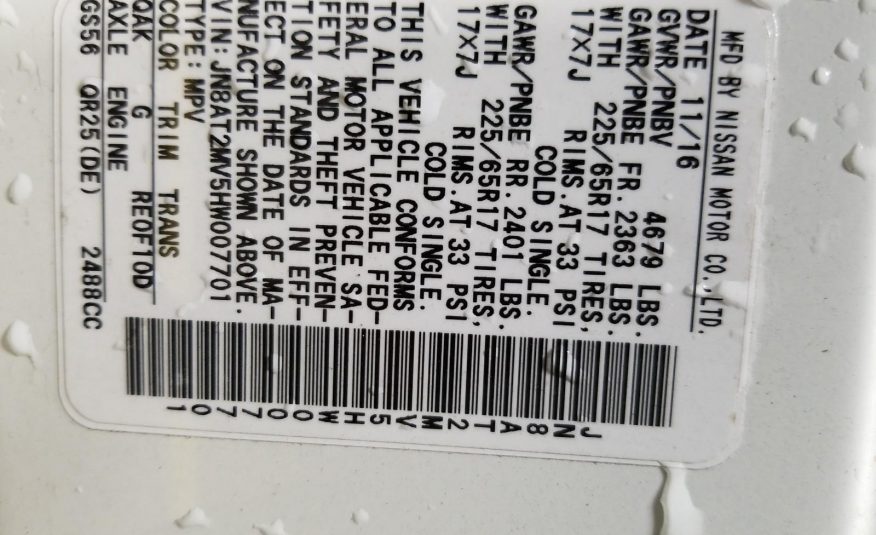 MFD BY NISSAN MOTOR CO.,LTD.
DATE 11/16
GVWR/PNBV 4679 LBS.
GAWR/PNBE FR.2363 LBS.
WITH 225/65R17 TIRES,
17X7J RIMS.AT 33 PSI
COLD SINGLE.
GAWR/PNBE RR.2401 LBS.
WITH 225/65R17 TIRES,
17X7J RIMS.AT 33 PSI
COLD SINGLE.
THIS VEHICLE CONFORMS
TO ALL APPLICABLE FED-
ERAL MOTOR VEHICLE SA-
FETY AND THEFT PREVEN-
TION STANDARDS IN EFF-
ECT ON THE DATE OF MA-
NUFACTURE SHOWN ABOVE.
VIN: JN8AT2MV5HW007701
TYPE: MPV
COLOR TRIM TRANS
QAK G RE0F10D
AXLE ENGINE
GS56 QR25(DE) 2488CC
JN8AT2MV5HW007701